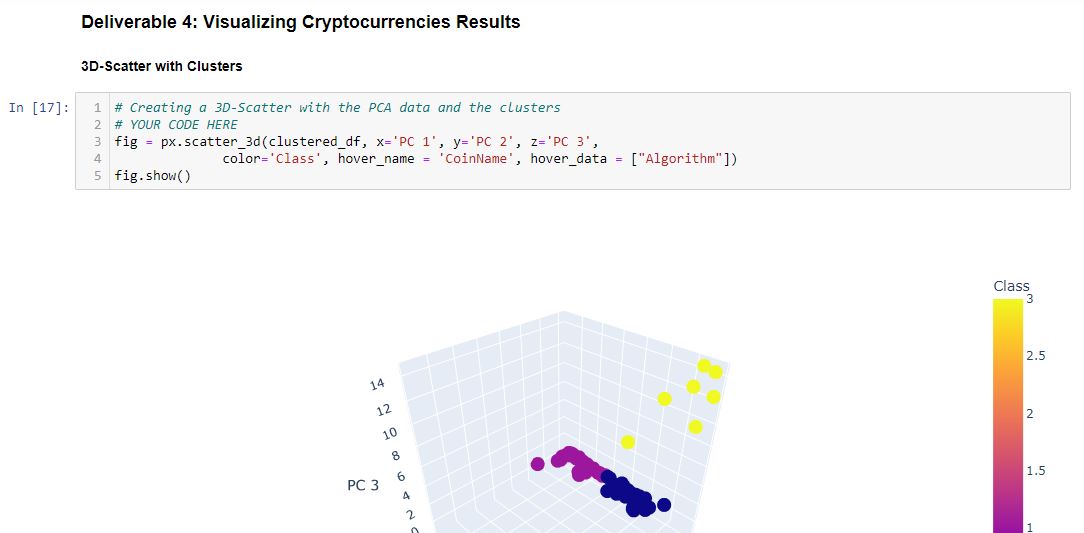 Deliverable 4: Visualizing Cryptocurrencies Results
3D-Scatter with Clusters
In [17]:
1 # Creating a 3D-Scatter with the PCA data and the clusters
2 # YOUR CODE HERE
3 fig = px.scatter_3d(clustered_df, x='PC 1', y='PC 2', z='PC 3',
4 color='Class', hover_name = 'CoinName', hover_data = ["Algorithm"])
5 fig.show()
Class
3
2.5
2
1.5
1
14
12
10
8
6
4
2
0
PC 3